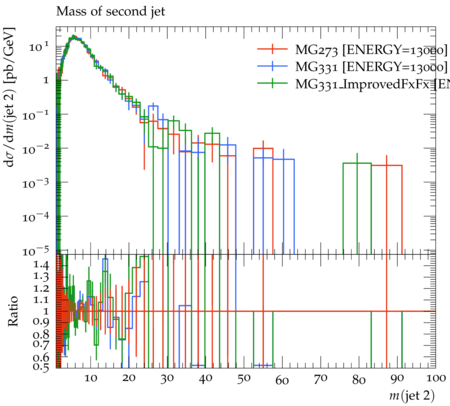 Mass of second jet
dσ/dm(jet 2) [pb/GeV]
10¹
1
10⁻¹
10⁻²
10⁻³
10⁻⁴
10⁻⁵
MG273 [ENERGY=13000]
MG331 [ENERGY=13000]
MG331_ImprovedFxFx [EN
Ratio
1.4
1.3
1.2
1.1
1
0.9
0.8
0.7
0.6
0.5
10 20 30 40 50 60 70 80 90 100
m(jet 2)